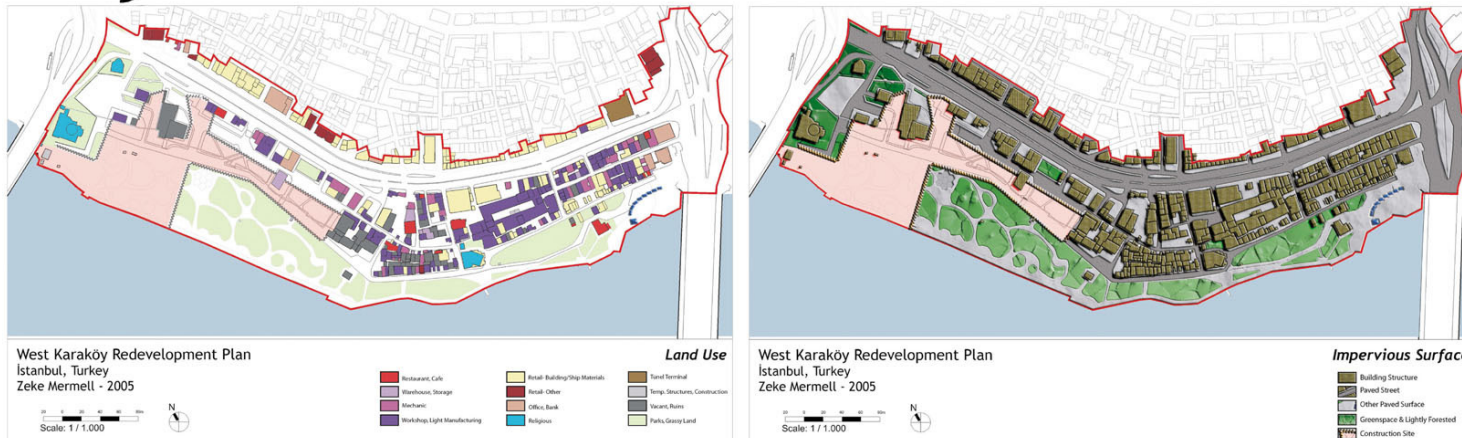 West Karaköy Redevelopment Plan
İstanbul, Turkey
Zeke Mermell - 2005
Scale: 1 / 1.000
N
Land Use
Restaurant, Cafe
Warehouse, Storage
Mechanic
Workshop, Light Manufacturing
Retail- Building/Ship Materials
Retail- Other
Office, Bank
Religious
Tunel Terminal
Temp. Structures, Construction
Vacant, Ruins
Parks, Grassy Land
West Karaköy Redevelopment Plan
İstanbul, Turkey
Zeke Mermell - 2005
Scale: 1 / 1.000
N
Impervious Surface
Building Structure
Paved Street
Other Paved Surface
Greenspace & Lightly Forested
Construction Site